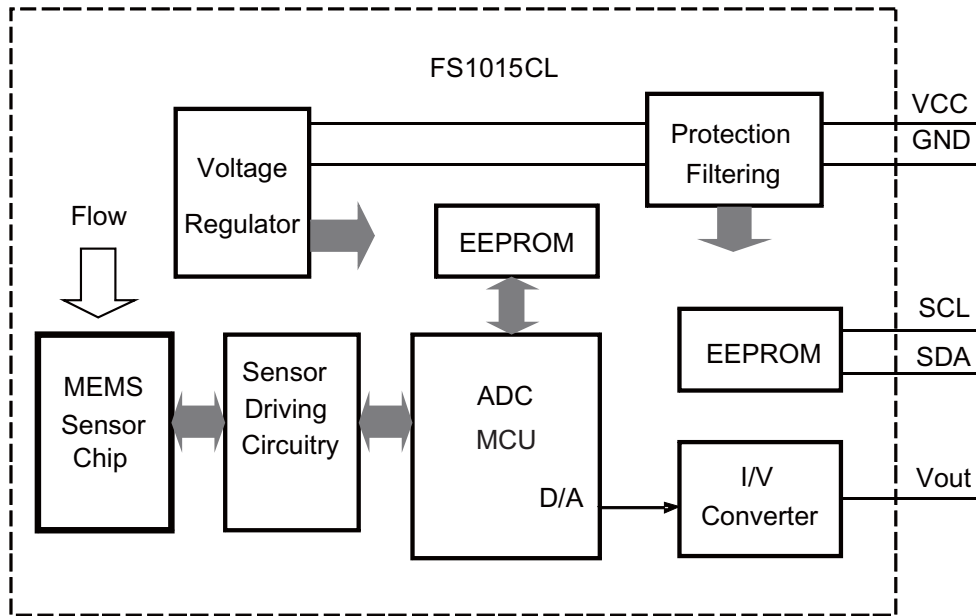 FS1015CL
VCC
GND
Protection
Filtering
Voltage
Regulator
Flow
EEPROM
SCL
SDA
EEPROM
MEMS
Sensor
Chip
Sensor
Driving
Circuitry
ADC
MCU
D/A
I/V
Converter
Vout